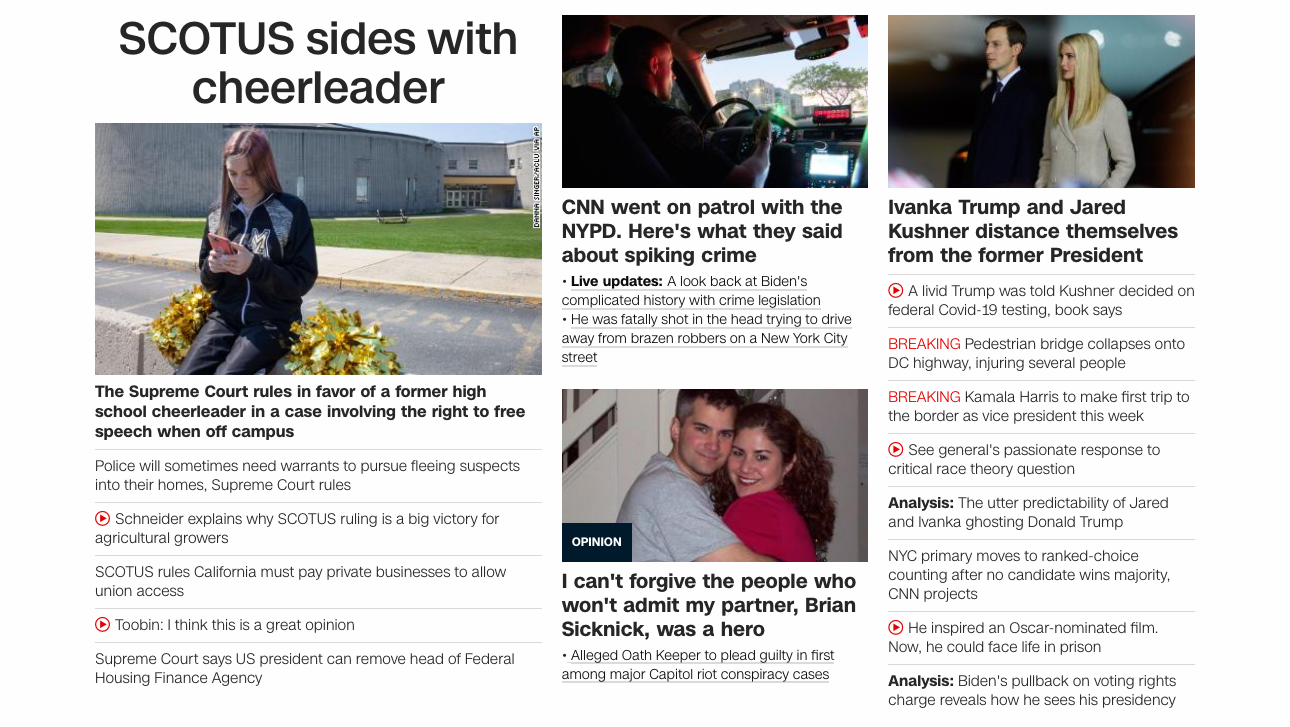 SCOTUS sides with
cheerleader
DANNA SINGER/ACLU VIA AP
The Supreme Court rules in favor of a former high
school cheerleader in a case involving the right to free
speech when off campus
Police will sometimes need warrants to pursue fleeing suspects
into their homes, Supreme Court rules
Schneider explains why SCOTUS ruling is a big victory for
agricultural growers
SCOTUS rules California must pay private businesses to allow
union access
Toobin: I think this is a great opinion
Supreme Court says US president can remove head of Federal
Housing Finance Agency
CNN went on patrol with the
NYPD. Here's what they said
about spiking crime
• Live updates: A look back at Biden's
complicated history with crime legislation
• He was fatally shot in the head trying to drive
away from brazen robbers on a New York City
street
OPINION
I can't forgive the people who
won't admit my partner, Brian
Sicknick, was a hero
• Alleged Oath Keeper to plead guilty in first
among major Capitol riot conspiracy cases
Ivanka Trump and Jared
Kushner distance themselves
from the former President
A livid Trump was told Kushner decided on
federal Covid-19 testing, book says
BREAKING Pedestrian bridge collapses onto
DC highway, injuring several people
BREAKING Kamala Harris to make first trip to
the border as vice president this week
See general's passionate response to
critical race theory question
Analysis: The utter predictability of Jared
and Ivanka ghosting Donald Trump
NYC primary moves to ranked-choice
counting after no candidate wins majority,
CNN projects
He inspired an Oscar-nominated film.
Now, he could face life in prison
Analysis: Biden's pullback on voting rights
charge reveals how he sees his presidency